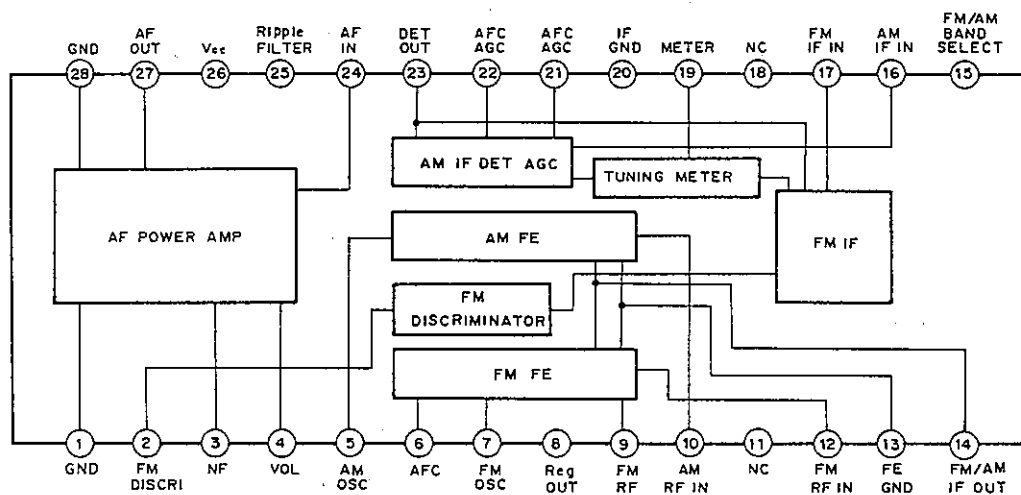 GND
AF OUT
Vcc
Ripple FILTER
AF IN
DET OUT
AFC AGC
AFC AGC
IF GND
METER
NC
FM IF IN
AM IF IN
FM/AM BAND SELECT
28 27 26 25 24 23 22 21 20 19 18 17 16 15
AM IF DET AGC
TUNING METER
AF POWER AMP
AM FE
FM IF
FM DISCRIMINATOR
FM FE
1 2 3 4 5 6 7 8 9 10 11 12 13 14
GND
FM DISCRI
NF
VOL
AM OSC
AFC
FM OSC
Reg OUT
FM RF
AM RF IN
NC
FM RF IN
FE GND
FM/AM IF OUT